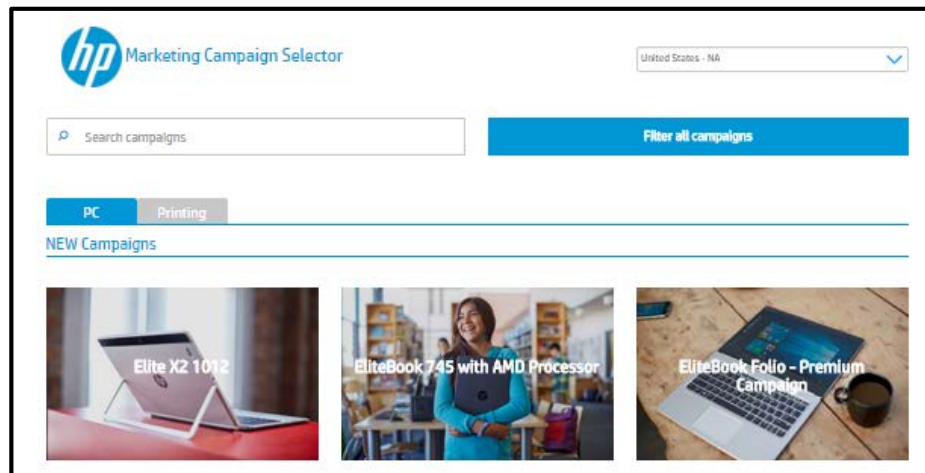 hp
Marketing Campaign Selector
United States - NA
Search campaigns
Filter all campaigns
PC
Printing
NEW Campaigns
Elite X2 1012
EliteBook 745 with AMD Processor
EliteBook Folio - Premium
Campaign